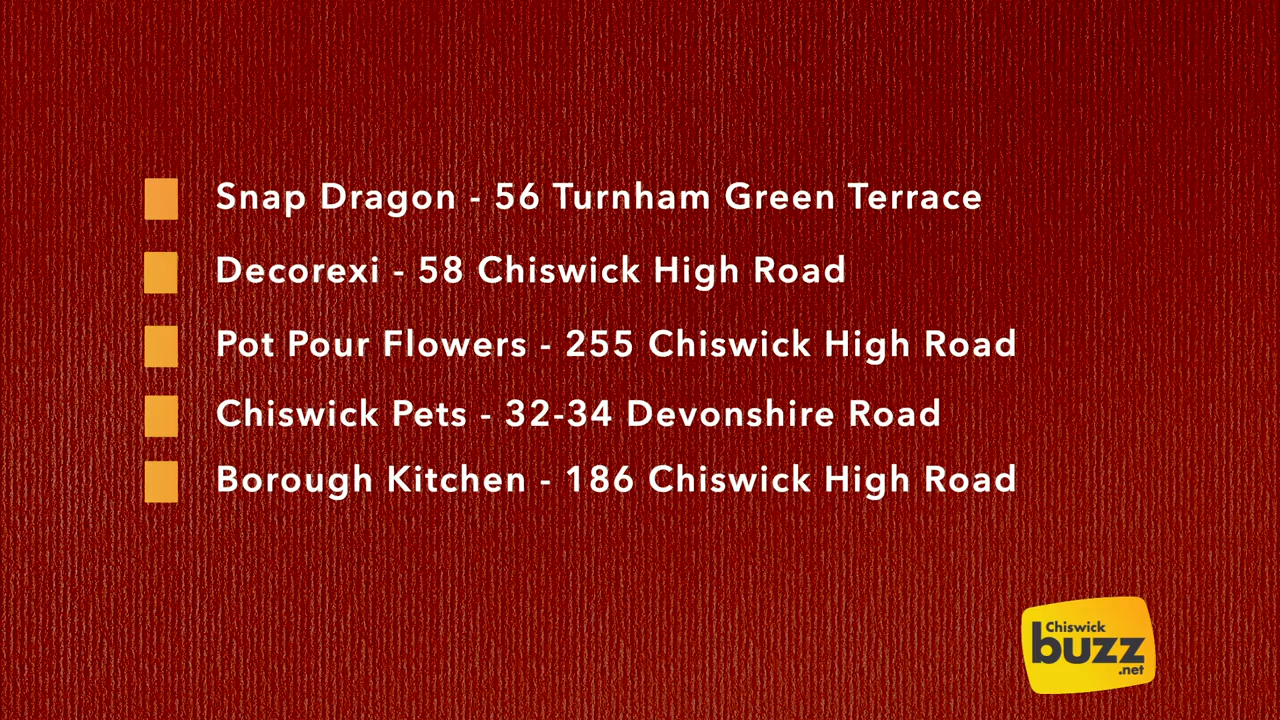 Snap Dragon - 56 Turnham Green Terrace
Decorexi - 58 Chiswick High Road
Pot Pour Flowers - 255 Chiswick High Road
Chiswick Pets - 32-34 Devonshire Road
Borough Kitchen - 186 Chiswick High Road
Chiswick
buzz
.net